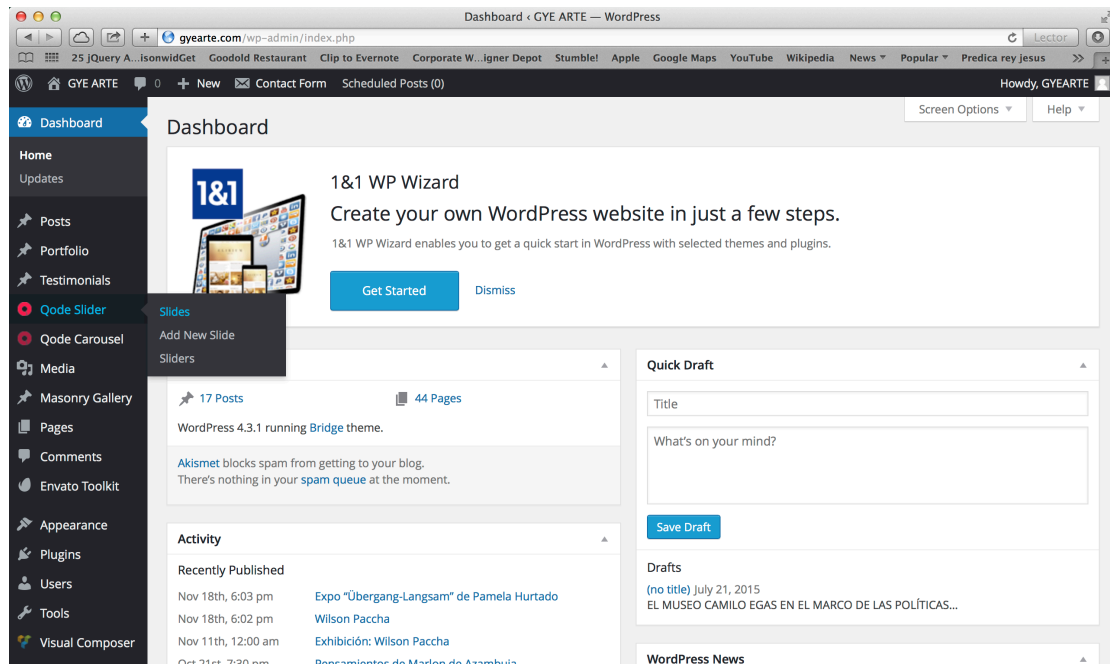 Dashboard ‹ GYE ARTE — WordPress
gyearte.com/wp-admin/index.php
Lector
25 jQuery A...isonwidGet Goodold Restaurant Clip to Evernote Corporate W...igner Depot Stumble! Apple Google Maps YouTube Wikipedia News Popular Predica rey jesus
GYE ARTE 0 + New Contact Form Scheduled Posts (0) Howdy, GYEARTE
Screen Options Help
Dashboard
Home
Updates
Posts
Portfolio
Testimonials
Qode Slider
Slides
Add New Slide
Sliders
Qode Carousel
Media
Masonry Gallery
Pages
Comments
Envato Toolkit
Appearance
Plugins
Users
Tools
Visual Composer
Dashboard
1&1
1&1 WP Wizard
Create your own WordPress website in just a few steps.
1&1 WP Wizard enables you to get a quick start in WordPress with selected themes and plugins.
Get Started Dismiss
17 Posts 44 Pages
WordPress 4.3.1 running Bridge theme.
Akismet blocks spam from getting to your blog.
There's nothing in your spam queue at the moment.
Activity
Recently Published
Nov 18th, 6:03 pm Expo “Übergang-Langsam” de Pamela Hurtado
Nov 18th, 6:02 pm Wilson Paccha
Nov 11th, 12:00 am Exhibición: Wilson Paccha
Oct 21st, 7:30 pm Pensamientos de Marlon de Azambuja
Quick Draft
Title
What's on your mind?
Save Draft
Drafts
(no title) July 21, 2015
EL MUSEO CAMILO EGAS EN EL MARCO DE LAS POLÍTICAS…
WordPress News